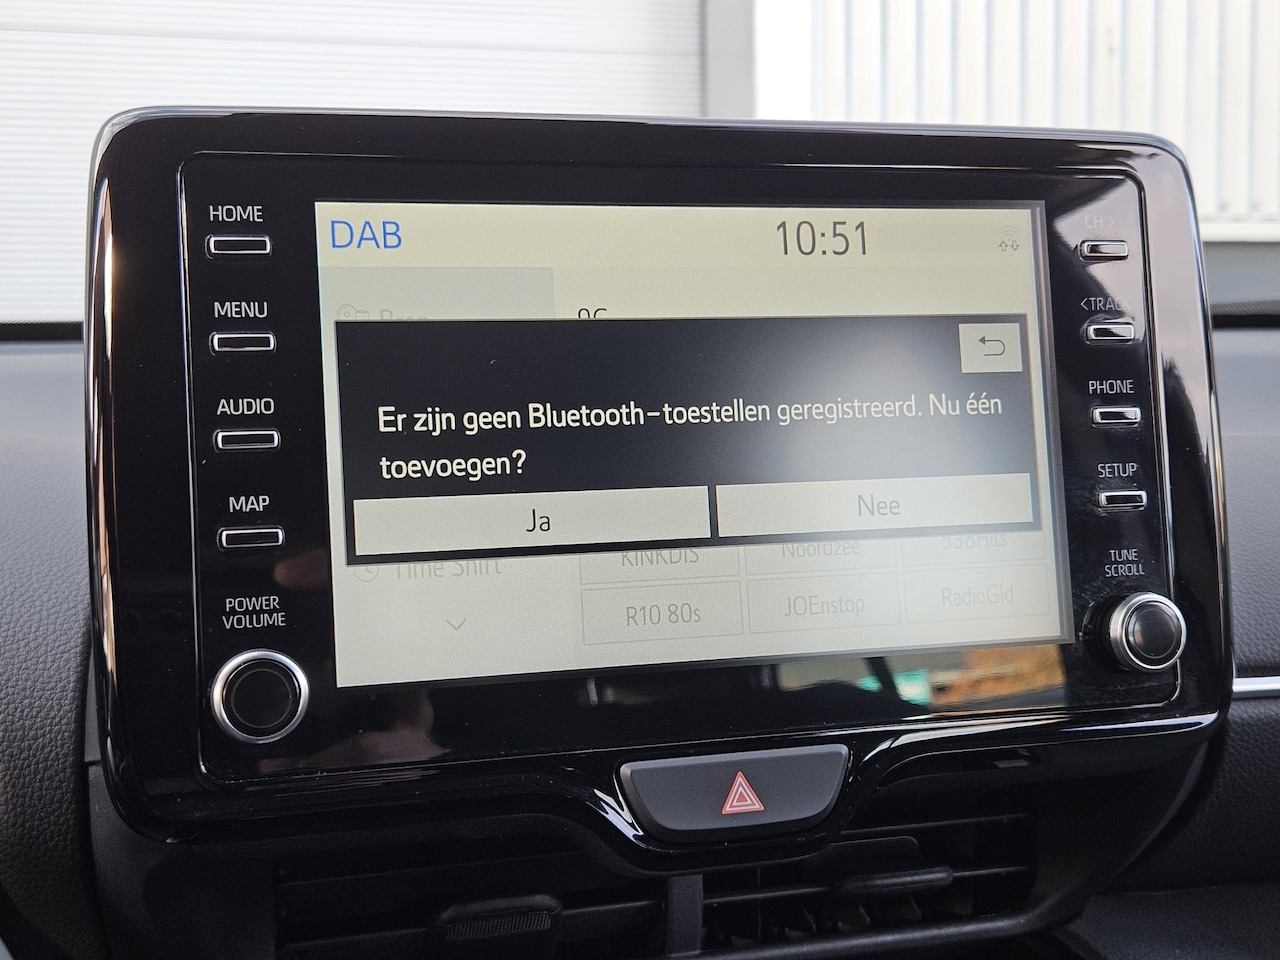 HOME
MENU
AUDIO
MAP
POWER
VOLUME
DAB
10:51
Er zijn geen Bluetooth-toestellen geregistreerd. Nu één
toevoegen?
Ja
Nee
Time Shift
KINKDIS
Noordzee
538Hits
R10 80s
JOEnstop
RadioGld
CH >
<TRACK
PHONE
SETUP
TUNE
SCROLL